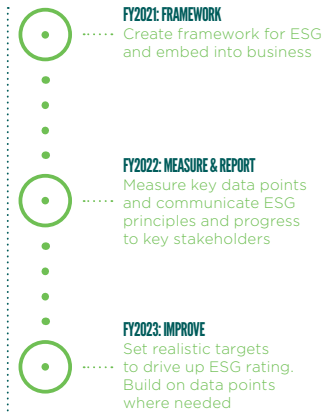 FY2021: FRAMEWORK
Create framework for ESG
and embed into business
FY2022: MEASURE & REPORT
Measure key data points
and communicate ESG
principles and progress
to key stakeholders
FY2023: IMPROVE
Set realistic targets
to drive up ESG rating.
Build on data points
where needed